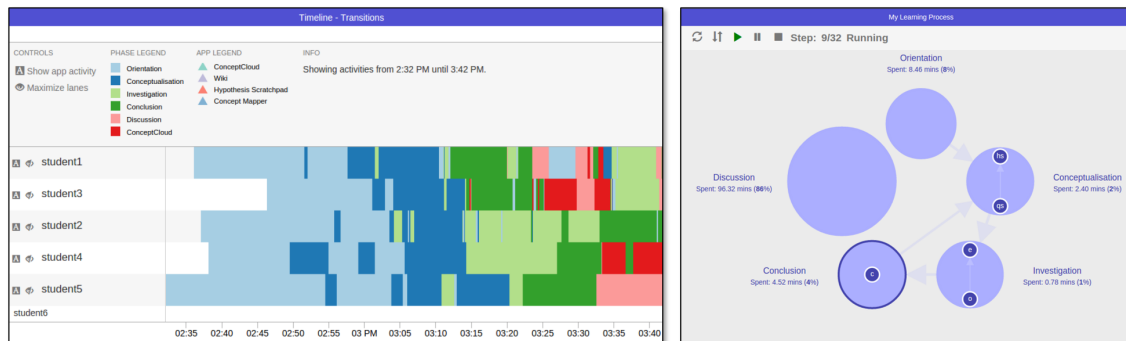 Timeline - Transitions
CONTROLS
Show app activity
Maximize lanes
PHASE LEGEND
Orientation
Conceptualisation
Investigation
Conclusion
Discussion
ConceptCloud
APP LEGEND
ConceptCloud
Wiki
Hypothesis Scratchpad
Concept Mapper
INFO
Showing activities from 2:32 PM until 3:42 PM.
student1
student3
student2
student4
student5
student6
02:35 02:40 02:45 02:50 02:55 03 PM 03:05 03:10 03:15 03:20 03:25 03:30 03:35 03:40
My Learning Process
Step: 9/32 Running
Orientation
Spent: 8.46 mins (8%)
Discussion
Spent: 96.32 mins (86%)
hs
qs
Conceptualisation
Spent: 2.40 mins (2%)
Conclusion
Spent: 4.52 mins (4%)
c
e
o
Investigation
Spent: 0.78 mins (1%)